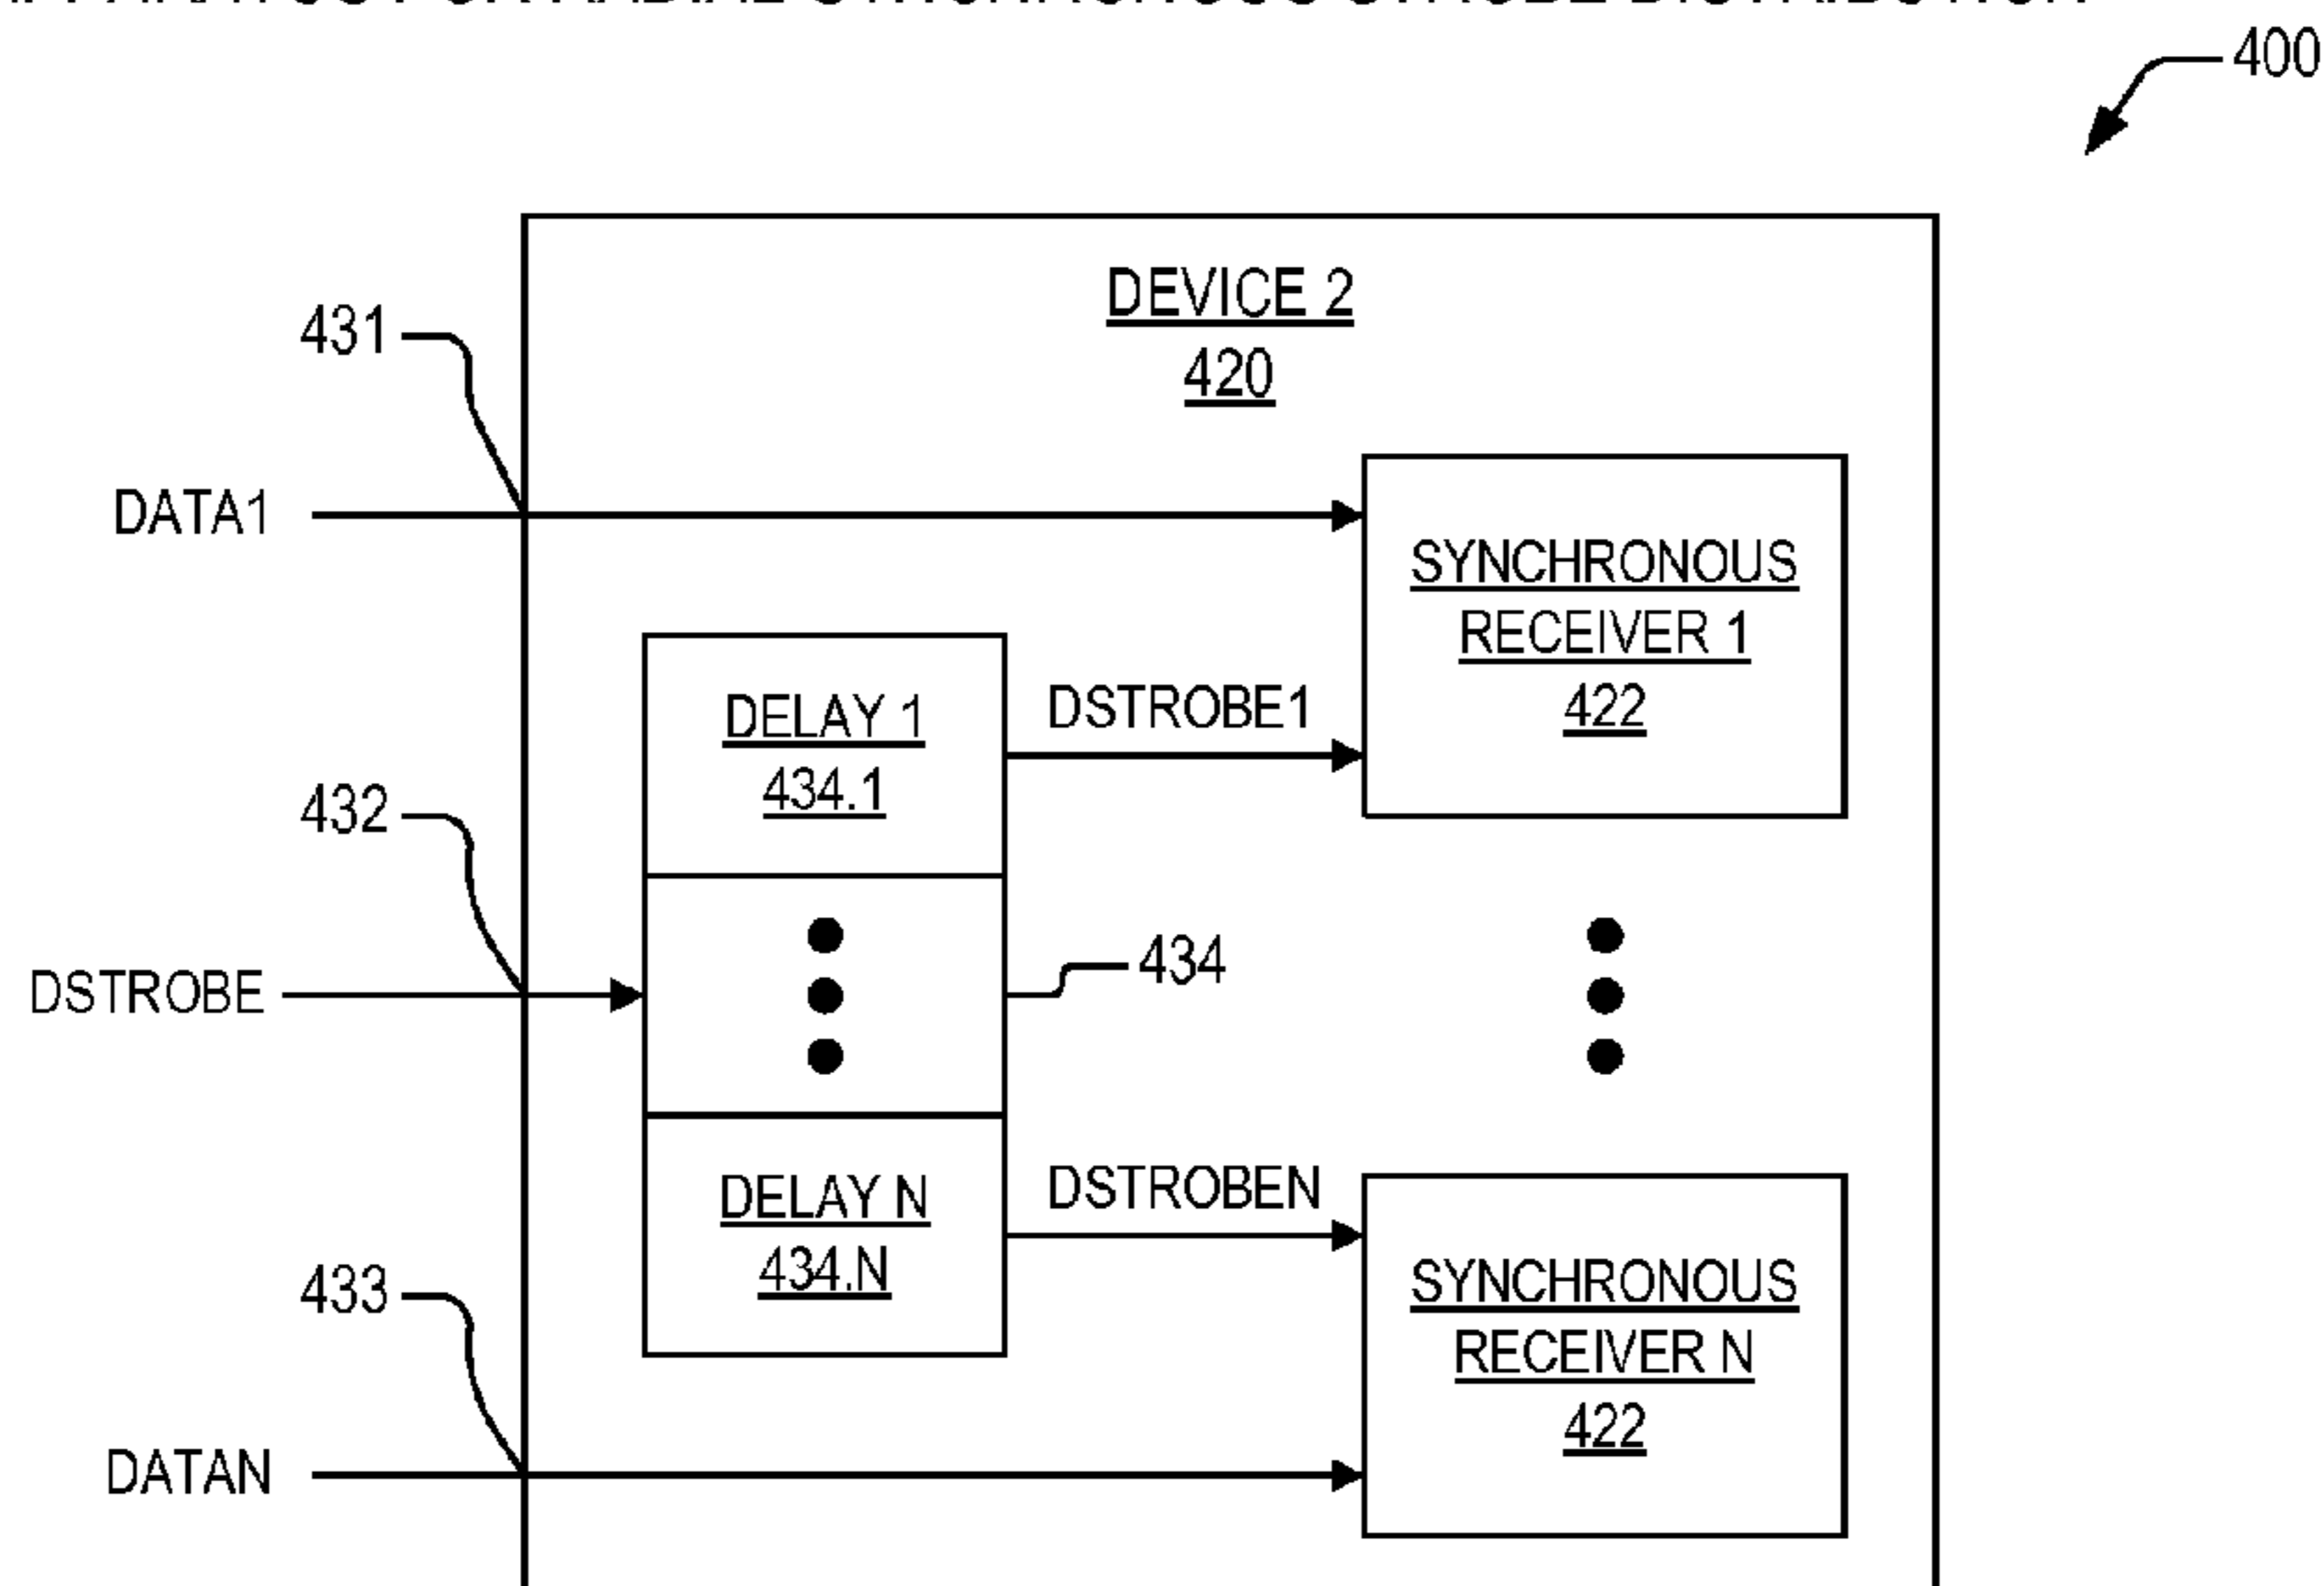 400
DEVICE 2
420
431
DATA1
SYNCHRONOUS
RECEIVER 1
422
DELAY 1
434.1
DSTROBE1
432
434
DSTROBE
DELAY N
434.N
DSTROBEN
433
SYNCHRONOUS
RECEIVER N
422
DATAN